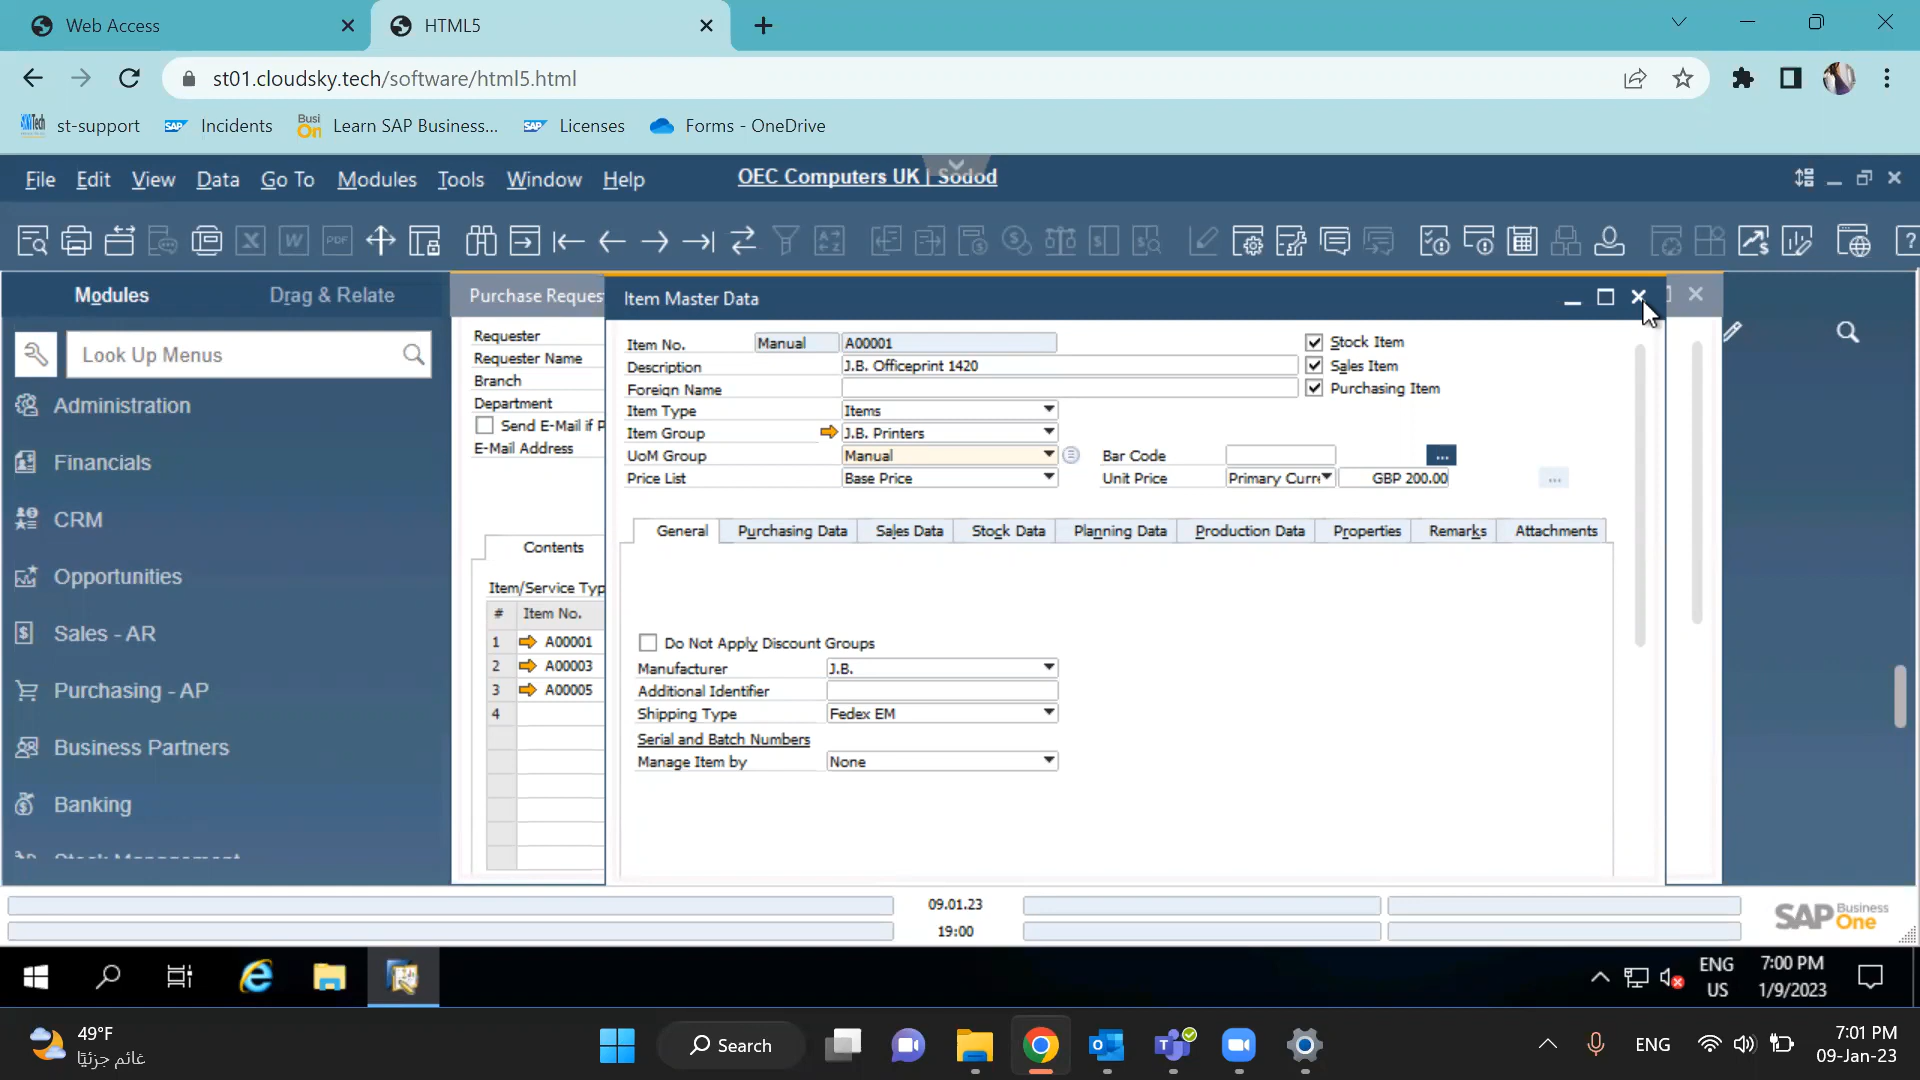 Web Access
HTML5
st01.cloudsky.tech/software/html5.html
st-support
Incidents
Busi On
Learn SAP Business...
Licenses
Forms - OneDrive
File Edit View Data Go To Modules Tools Window Help
OEC Computers UK | Sodod
Modules
Drag & Relate
Look Up Menus
Administration
Financials
CRM
Opportunities
Sales - AR
Purchasing - AP
Business Partners
Banking
Stock Management
Purchase Reques
Requester
Requester Name
Branch
Department
Send E-Mail if P
E-Mail Address
Contents
Item/Service Typ
# Item No.
1 A00001
2 A00003
3 A00005
4
Item Master Data
Item No. Manual A00001
Description J.B. Officeprint 1420
Foreign Name
Item Type Items
Item Group J.B. Printers
UoM Group Manual
Price List Base Price
Stock Item
Sales Item
Purchasing Item
Bar Code ...
Unit Price Primary Curre GBP 200.00 ...
General Purchasing Data Sales Data Stock Data Planning Data Production Data Properties Remarks Attachments
Do Not Apply Discount Groups
Manufacturer J.B.
Additional Identifier
Shipping Type Fedex EM
Serial and Batch Numbers
Manage Item by None
09.01.23
19:00
SAP Business One
ENG US
7:00 PM
1/9/2023
49°F
غائم جزئيًا
Search
ENG
7:01 PM
09-Jan-23